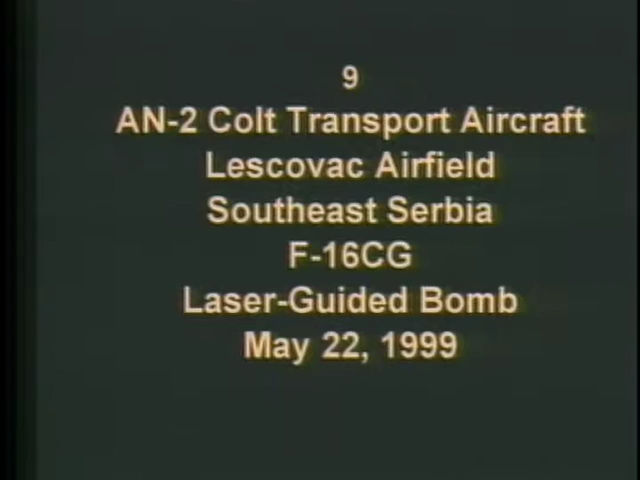 9
AN-2 Colt Transport Aircraft
Lescovac Airfield
Southeast Serbia
F-16CG
Laser-Guided Bomb
May 22, 1999